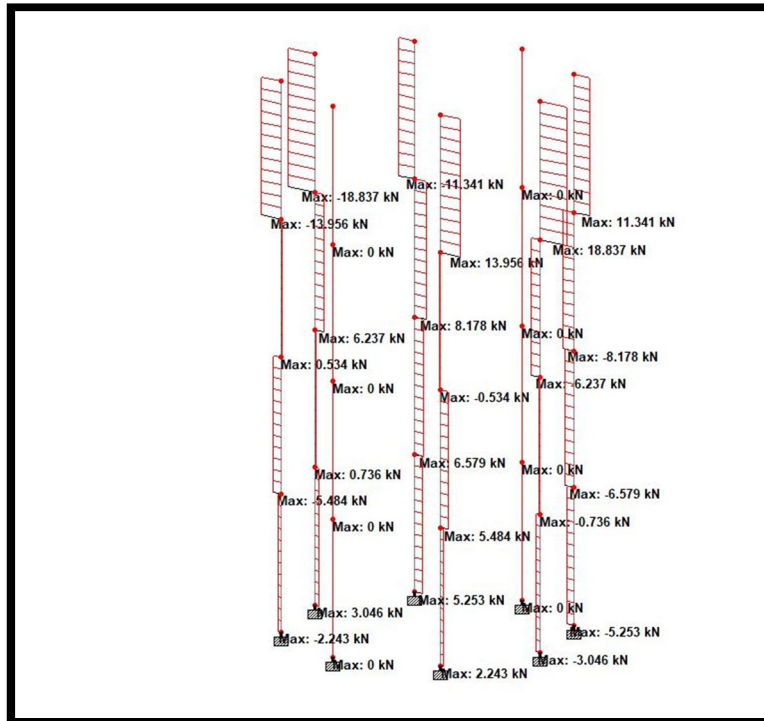 Max: -11.341 kN
Max: -18.837 kN
Max: 0 kN
Max: -13.956 kN
Max: 11.341 kN
Max: 0 kN
Max: 18.837 kN
Max: 13.956 kN
Max: 8.178 kN
Max: 0 kN
Max: 6.237 kN
Max: -8.178 kN
Max: 0.534 kN
Max: -6.237 kN
Max: 0 kN
Max: -0.534 kN
Max: 6.579 kN
Max: 0 kN
Max: 0.736 kN
Max: -6.579 kN
Max: -5.484 kN
Max: -0.736 kN
Max: 0 kN
Max: 5.484 kN
Max: 5.253 kN
Max: 0 kN
Max: 3.046 kN
Max: -5.253 kN
Max: -2.243 kN
Max: -3.046 kN
Max: 0 kN
Max: 2.243 kN